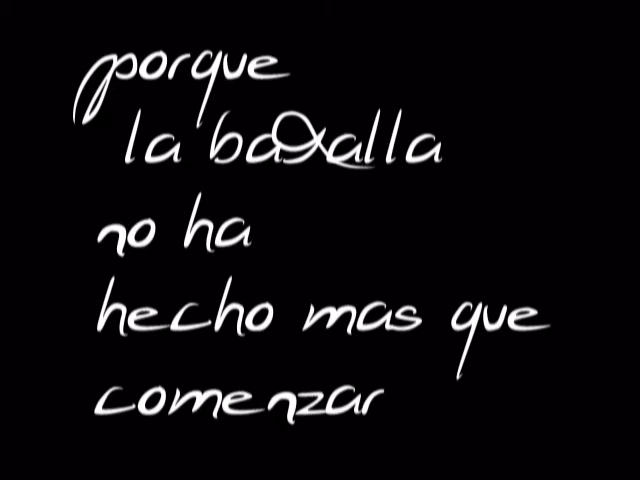 porque
la batalla
no ha
hecho mas que
comenzar